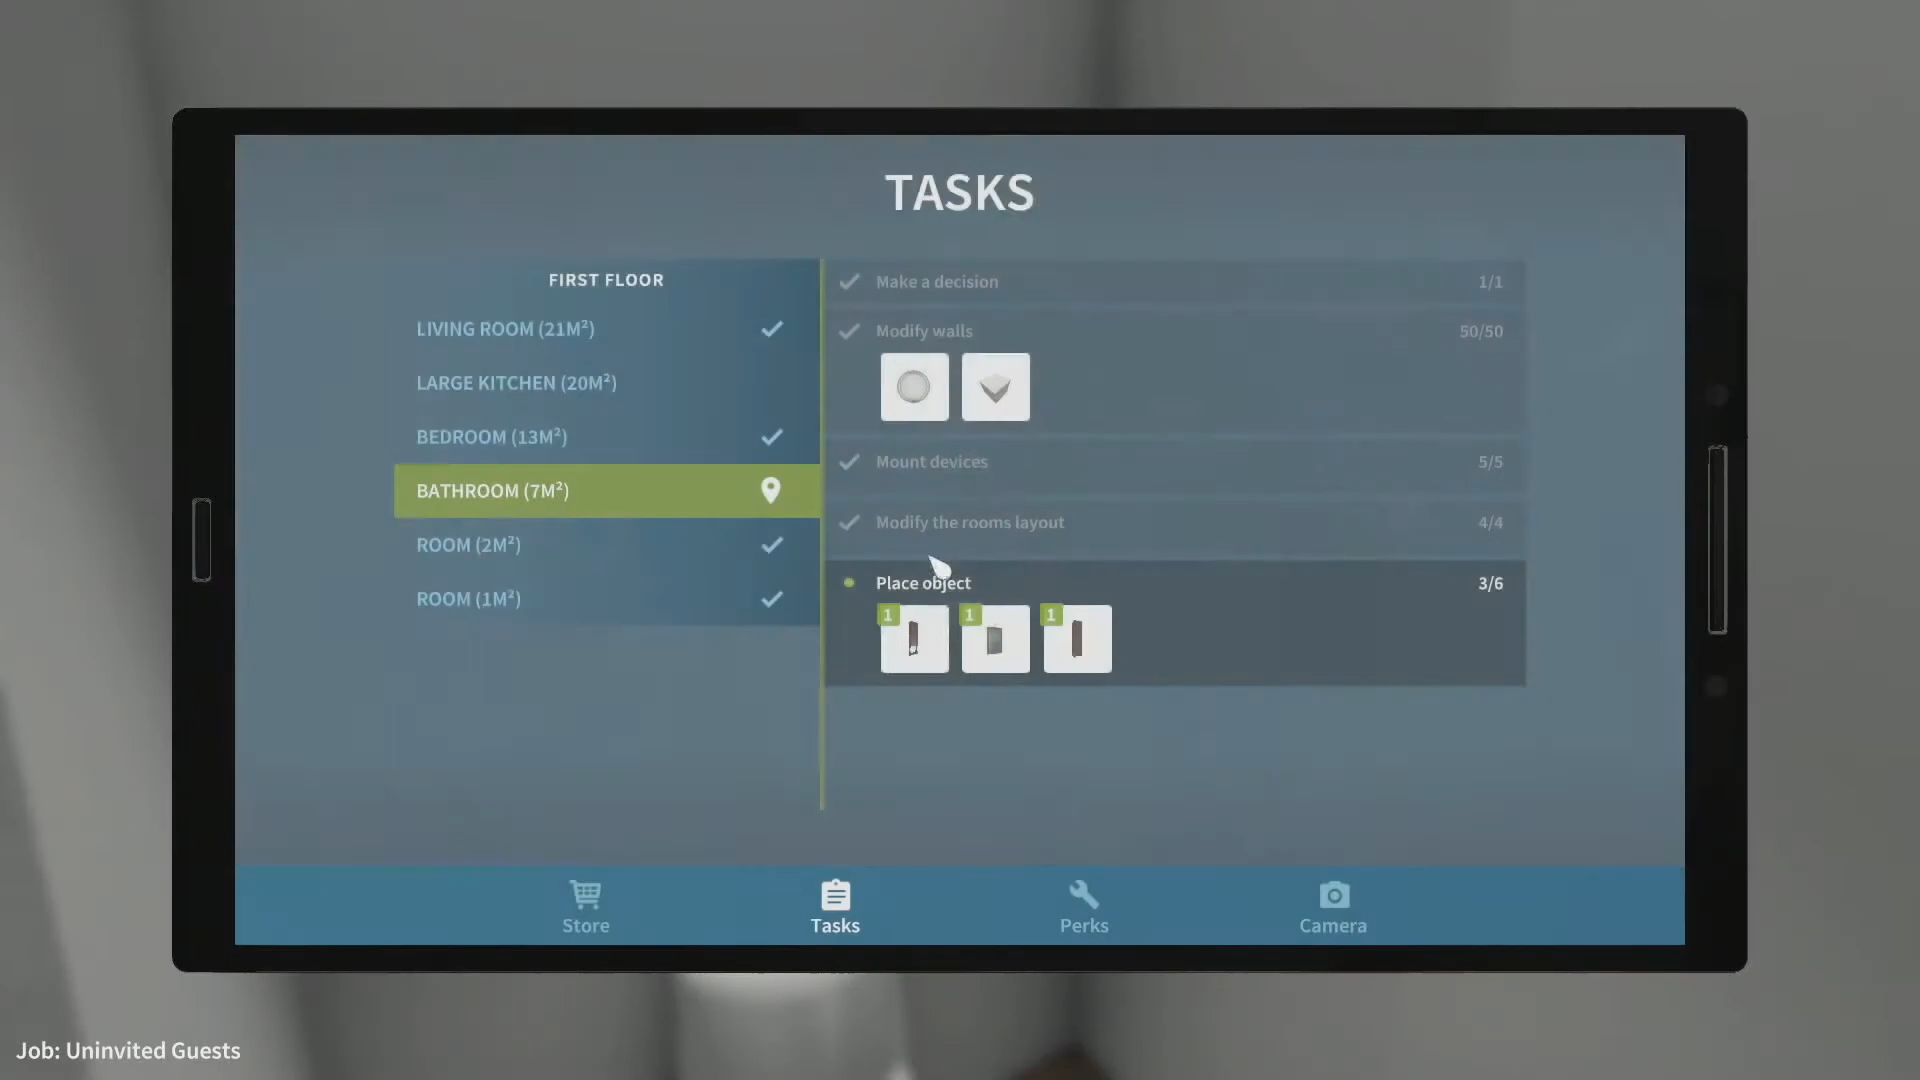 TASKS
FIRST FLOOR
LIVING ROOM (21M²)
LARGE KITCHEN (20M²)
BEDROOM (13M²)
BATHROOM (7M²)
ROOM (2M²)
ROOM (1M²)
Make a decision 1/1
Modify walls 50/50
Mount devices 5/5
Modify the rooms layout 4/4
Place object 3/6
1 1 1
Store Tasks Perks Camera
Job: Uninvited Guests